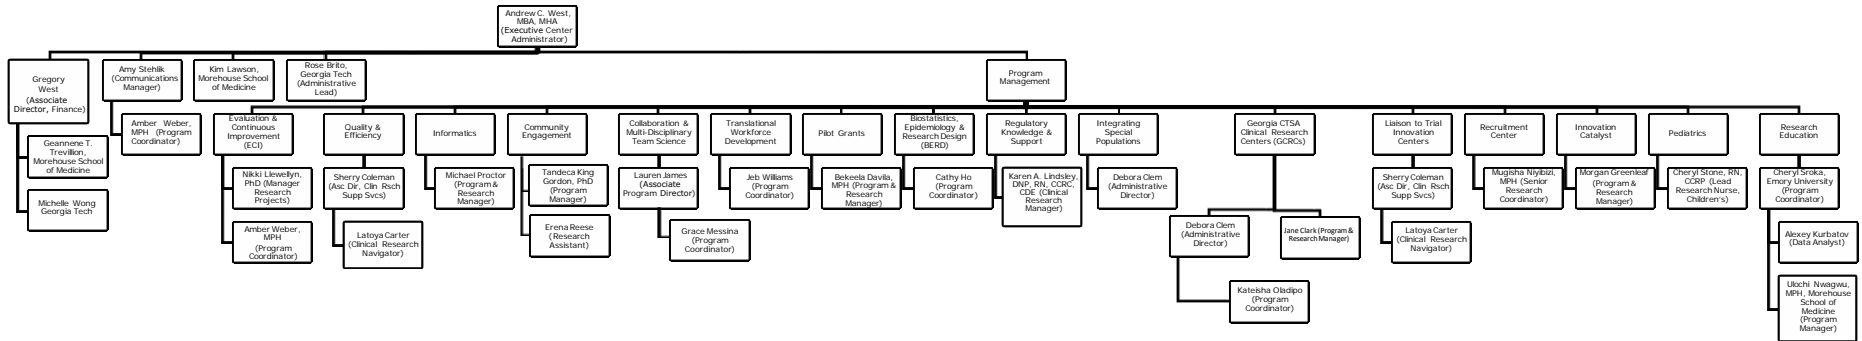 Andrew C. West,
MBA, MHA
(Executive Center
Administrator)
Gregory
West
(Associate
Director, Finance)
Amy Stehlik
(Communications
Manager)
Kim Lawson,
Morehouse School
of Medicine
Rose Brito,
Georgia Tech
(Administrative
Lead)
Program
Management
Geannene T.
Trevillion,
Morehouse School
of Medicine
Michelle Wong
Georgia Tech
Amber Weber,
MPH (Program
Coordinator)
Evaluation &
Continuous
Improvement
(ECI)
Quality &
Efficiency
Informatics
Community
Engagement
Collaboration &
Multi-Disciplinary
Team Science
Translational
Workforce
Development
Pilot Grants
Biostatistics,
Epidemiology &
Research Design
(BERD)
Regulatory
Knowledge &
Support
Integrating
Special
Populations
Georgia CTSA
Clinical Research
Centers (GCRCs)
Liaison to Trial
Innovation
Centers
Recruitment
Center
Innovation
Catalyst
Pediatrics
Research
Education
Nikki Llewellyn,
PhD (Manager
Research
Projects)
Amber Weber,
MPH
(Program
Coordinator)
Sherry Coleman
(Asc Dir, Clin Rsch
Supp Svcs)
Latoya Carter
(Clinical Research
Navigator)
Michael Proctor
(Program &
Research
Manager)
Tandeca King
Gordon, PhD
(Program
Manager)
Erena Reese
(Research
Assistant)
Lauren James
(Associate
Program Director)
Grace Messina
(Program
Coordinator)
Jeb Williams
(Program
Coordinator)
Bekeela Davila,
MPH (Program &
Research
Manager)
Cathy Ho
(Program
Coordinator)
Karen A. Lindsley,
DNP, RN, CCRC,
CDE (Clinical
Research
Manager)
Debora Clem
(Administrative
Director)
Debora Clem
(Administrative
Director)
Jane Clark (Program &
Research Manager)
Kateisha Oladipo
(Program
Coordinator)
Sherry Coleman
(Asc Dir, Clin Rsch
Supp Svcs)
Latoya Carter
(Clinical Research
Navigator)
Mugisha Niyibizi,
MPH (Senior
Research
Coordinator)
Morgan Greenleaf
(Program &
Research
Manager)
Cheryl Stone, RN,
CCRP (Lead
Research Nurse,
Children's)
Cheryl Sroka,
Emory University
(Program
Coordinator)
Alexey Kurbatov
(Data Analyst)
Ulochi Nwagwu,
MPH, Morehouse
School of
Medicine
(Program
Manager)